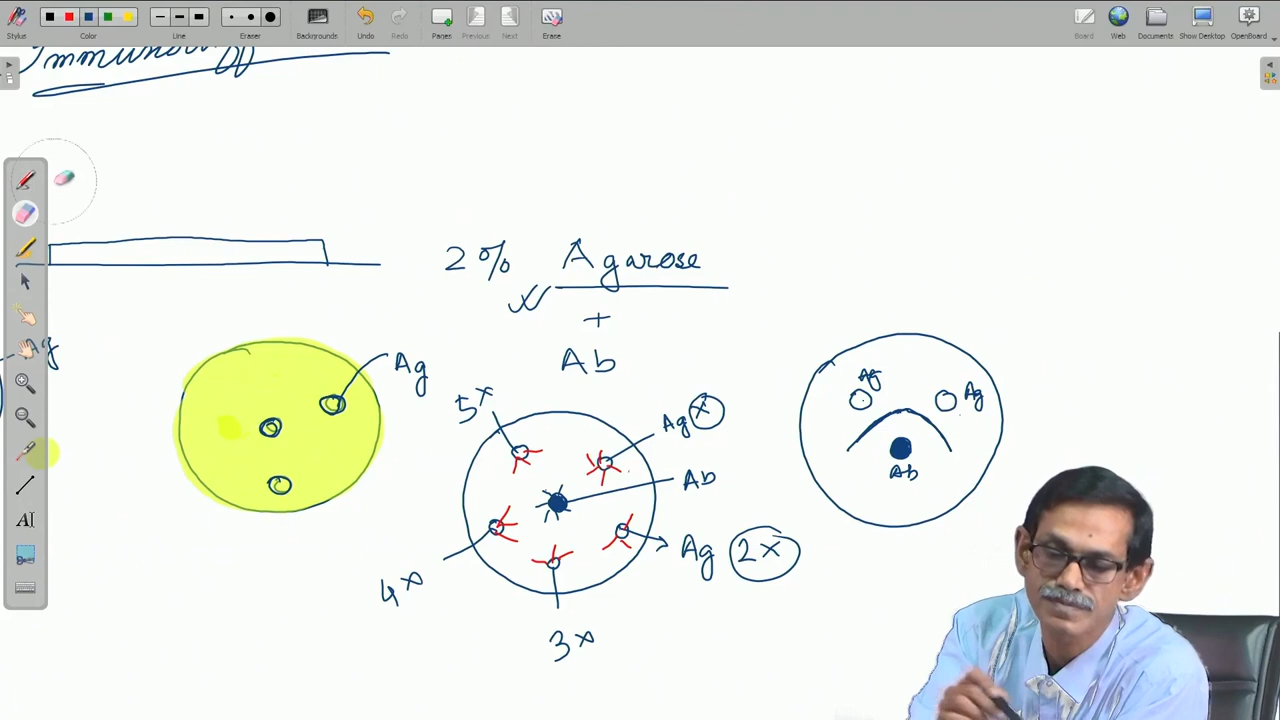 Stylus
Color
Line
Eraser
Backgrounds
Undo
Redo
Pages
Previous
Next
Erase
Board
Web
Documents
Show Desktop
OpenBoard
2% Agarose
+
Ab
Ag
Ag
5x
Ag x
Ab
Ag 2x
4x
3x
Ag
Ag
Ab